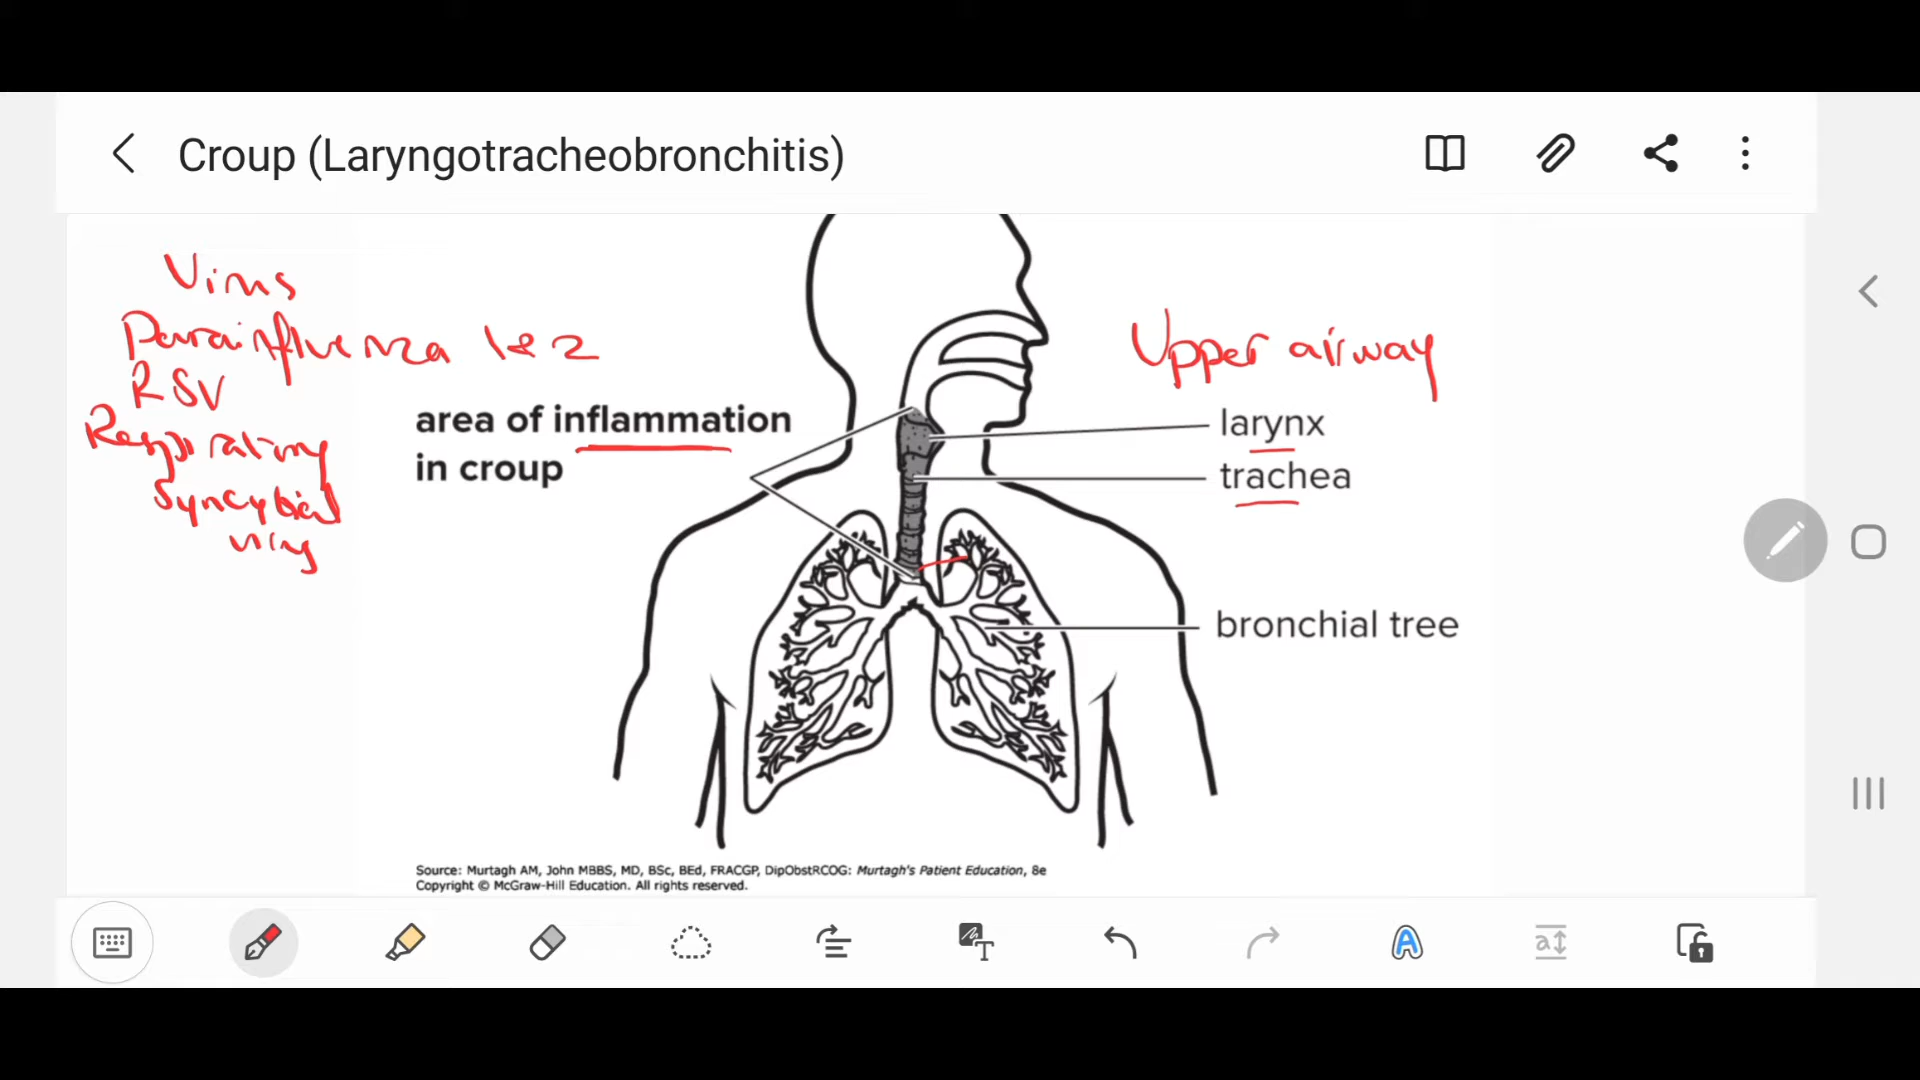 Croup (Laryngotracheobronchitis)
Virus
Parainfluenza 1&2
RSV
Respiratory
Syncytial
virus
Upper airway
area of inflammation
in croup
larynx
trachea
bronchial tree
Source: Murtagh AM, John MBBS, MD, BSc, BEd, FRACGP, DipObstRCOG: Murtagh's Patient Education, 8e
Copyright © McGraw-Hill Education. All rights reserved.